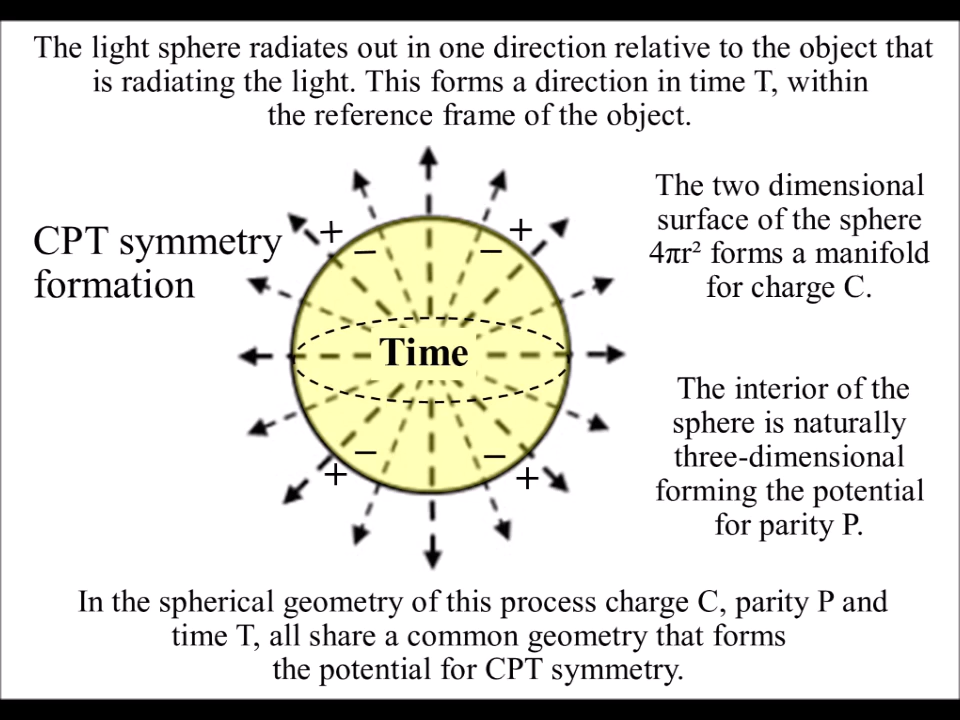 The light sphere radiates out in one direction relative to the object that
is radiating the light. This forms a direction in time T, within
the reference frame of the object.
CPT symmetry
formation
The two dimensional
surface of the sphere
4πr² forms a manifold
for charge C.
+ − − +
Time
The interior of the
sphere is naturally
three-dimensional
forming the potential
for parity P.
+ − − +
In the spherical geometry of this process charge C, parity P and
time T, all share a common geometry that forms
the potential for CPT symmetry.